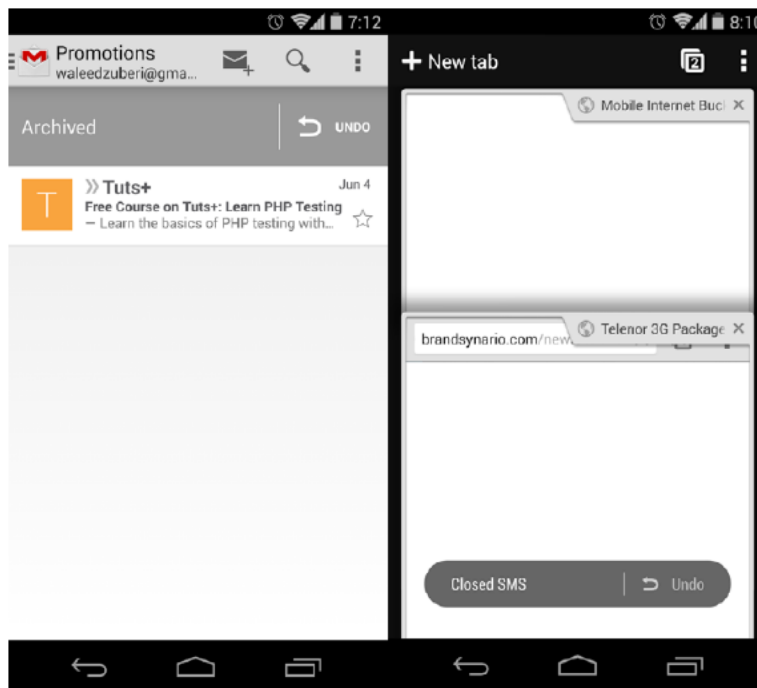 7:12
Promotions
waleedzuberi@gma...
Archived
UNDO
T
Tuts+
Jun 4
Free Course on Tuts+: Learn PHP Testing
– Learn the basics of PHP testing with...
8:10
+ New tab
2
Mobile Internet Buc
Telenor 3G Package
brandsynario.com/new
Closed SMS
Undo